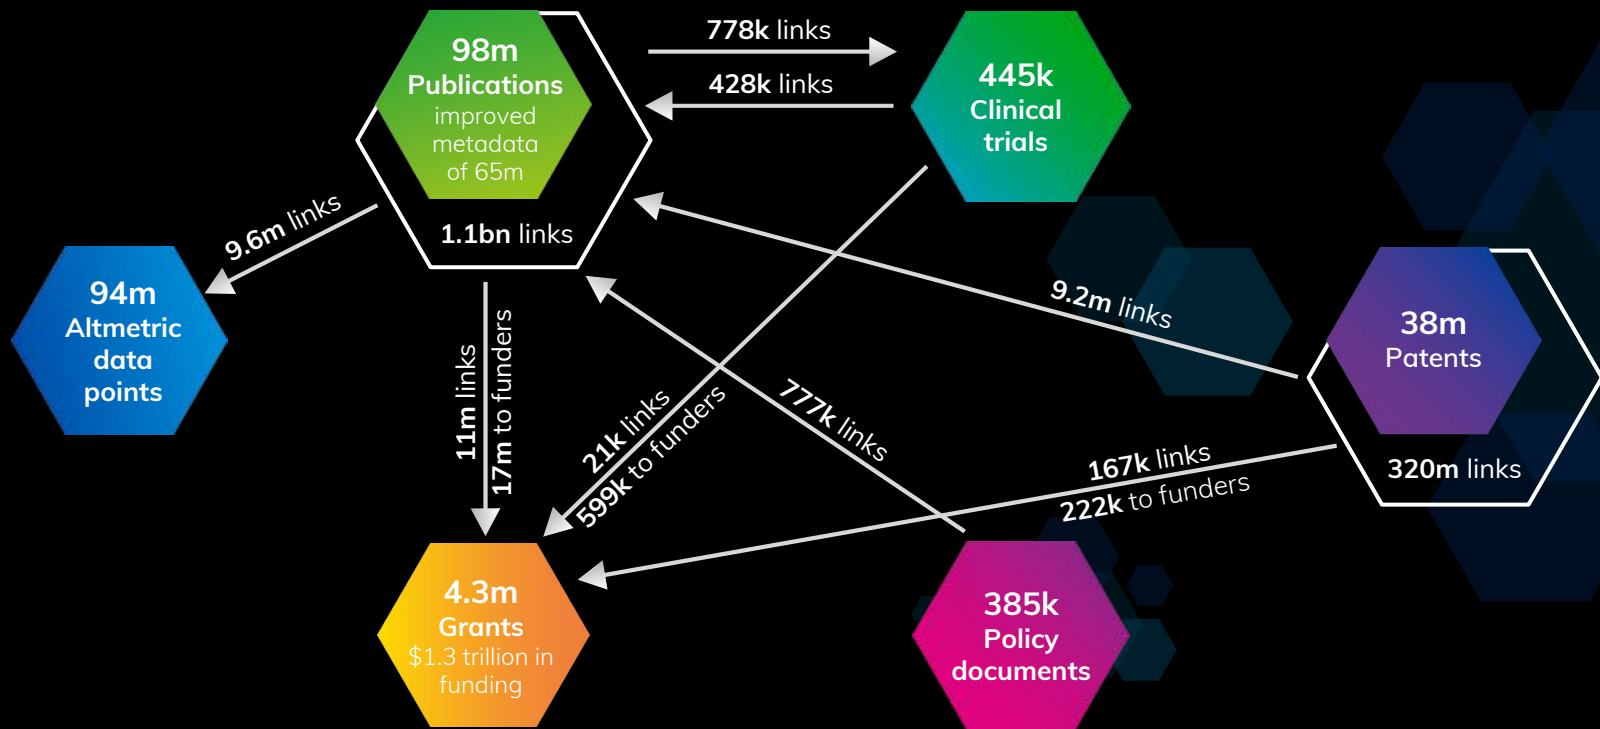 98m
Publications
improved
metadata
of 65m
1.1bn links
778k links
428k links
445k
Clinical
trials
9.6m links
94m
Altmetric
data
points
11m links
17m to funders
21k links
599k to funders
777k links
9.2m links
38m
Patents
320m links
167k links
222k to funders
4.3m
Grants
$1.3 trillion in
funding
385k
Policy
documents